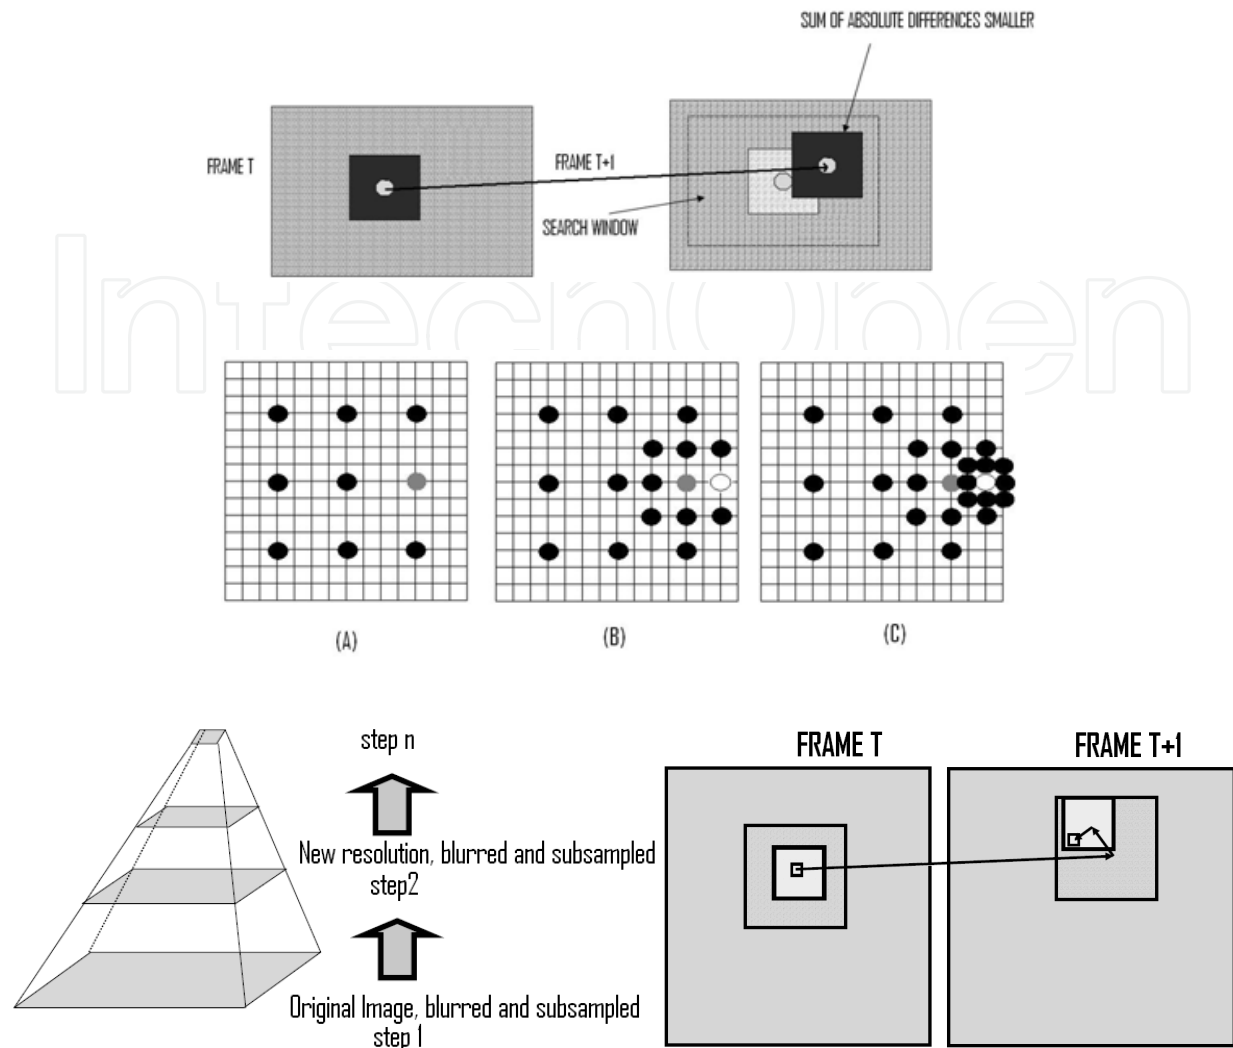 SUM OF ABSOLUTE DIFFERENCES SMALLER
FRAME T
FRAME T+1
SEARCH WINDOW
IntechOpen
(A)
(B)
(C)
step n
New resolution, blurred and subsampled
step2
Original Image, blurred and subsampled
step 1
FRAME T
FRAME T+1